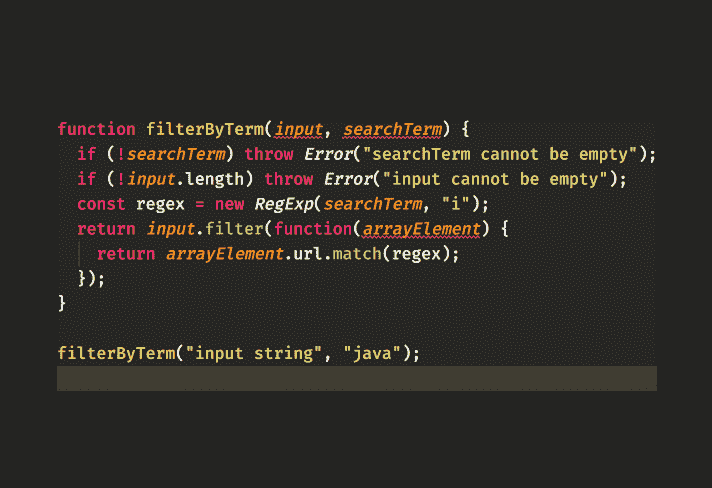 function filterByTerm(input, searchTerm) {
  if (!searchTerm) throw Error("searchTerm cannot be empty");
  if (!input.length) throw Error("input cannot be empty");
  const regex = new RegExp(searchTerm, "i");
  return input.filter(function(arrayElement) {
    return arrayElement.url.match(regex);
  });
}

filterByTerm("input string", "java");